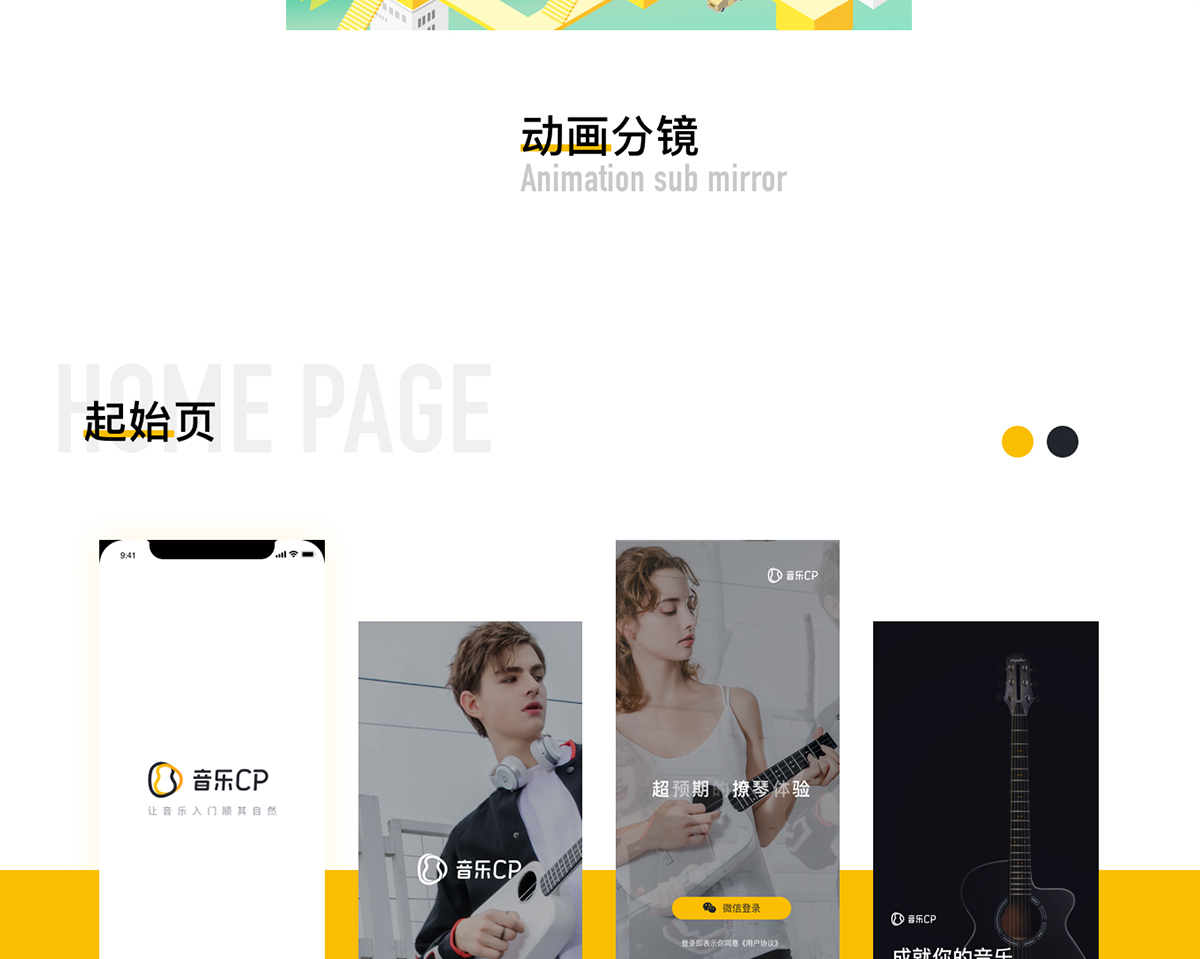 动画分镜
Animation sub mirror
HOME PAGE
起始页
9:41
音乐CP
让音乐入门顺其自然
音乐CP
音乐CP
超预期的撩琴体验
微信登录
登录即表示你同意《用户协议》
音乐CP
成就你的音乐